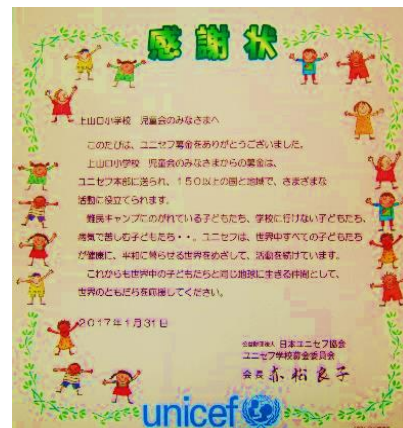 感謝状
上山口小学校 児童会のみなさまへ
このたびは、ユニセフ募金をありがとうございました。
上山口小学校 児童会のみなさまからの募金は、
ユニセフ本部に送られ、150以上の国と地域で、さまざまな
活動に役立てられます。
難民キャンプにのがれている子どもたち、学校に行けない子どもたち、
病気で苦しむ子どもたち・・。ユニセフは、世界中すべての子どもたち
が健康に、平和に暮らせる世界をめざして、活動を続けています。
これからも世界中の子どもたちと同じ地球に生きる仲間として、
世界のともだちを応援してください。
2017年1月31日
公益財団法人 日本ユニセフ協会
ユニセフ学校募金委員会
会長 赤松良子
unicef